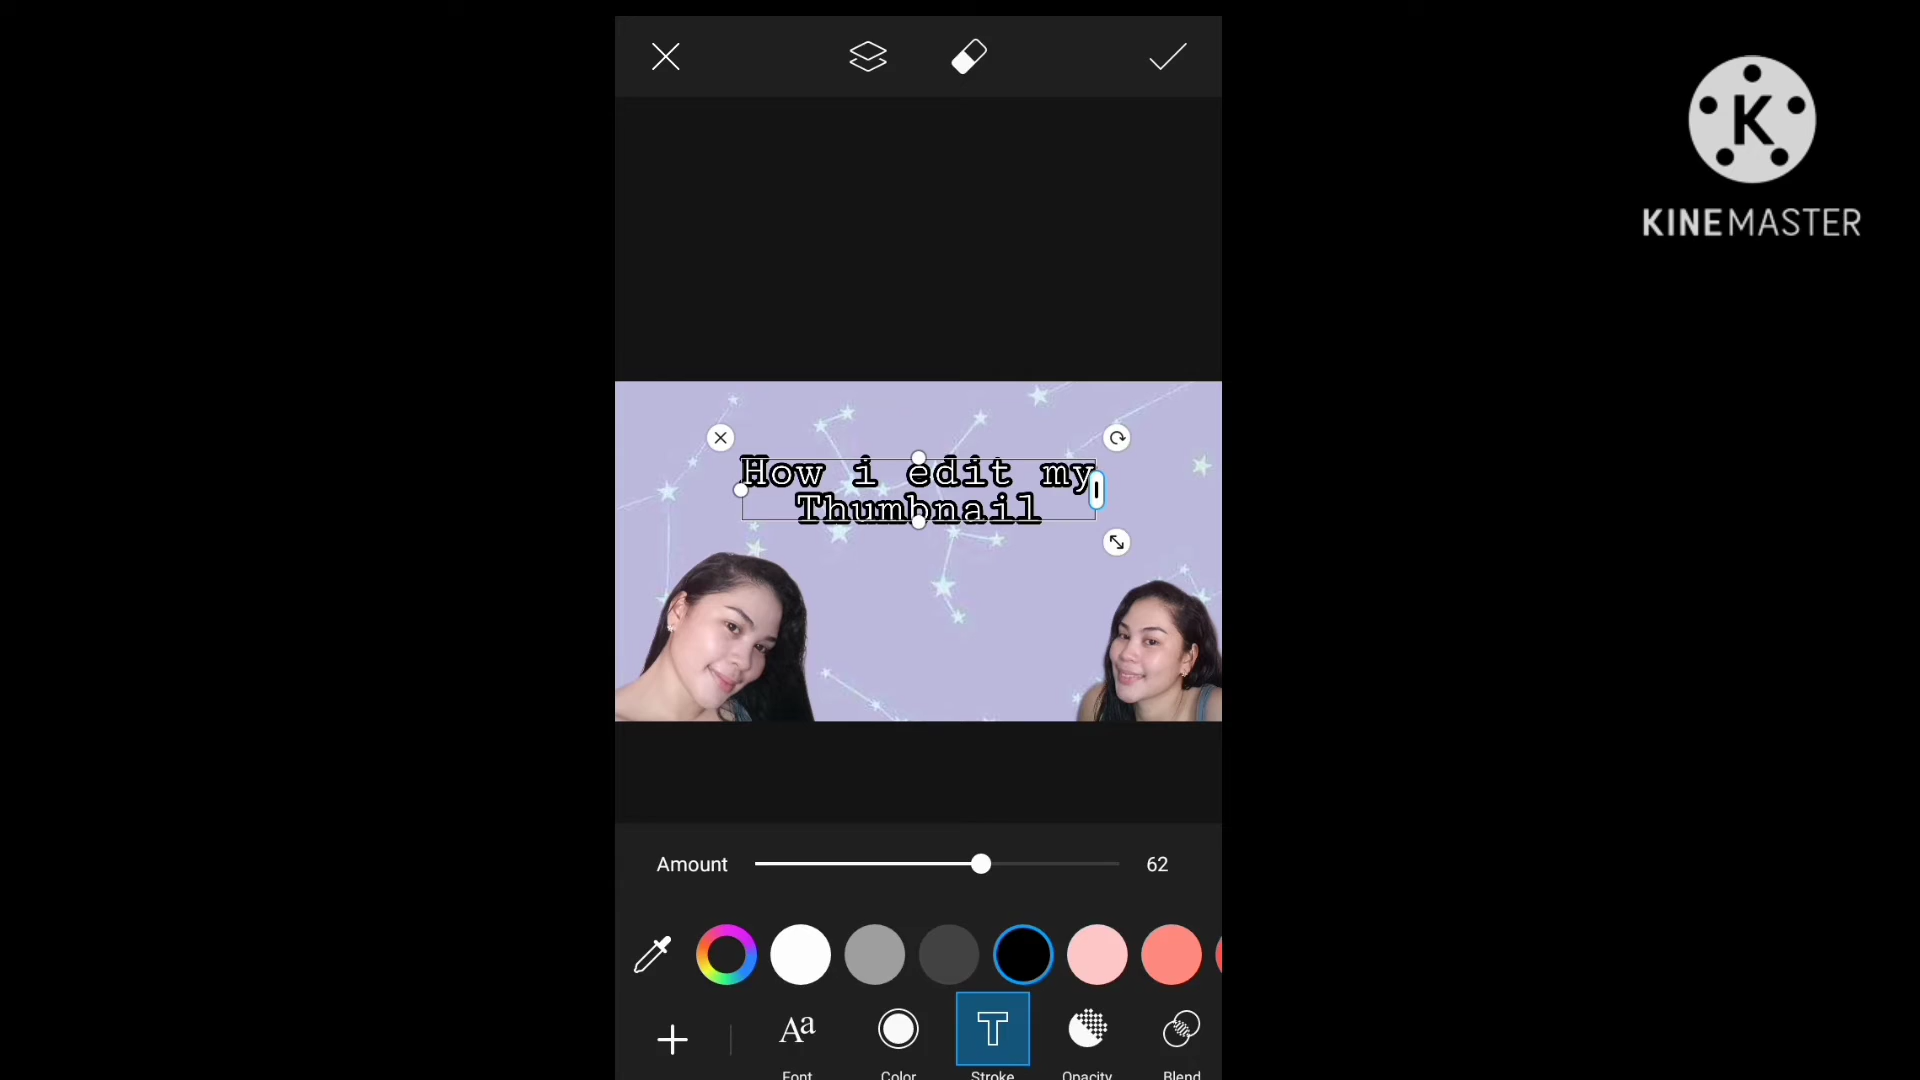 KINEMASTER
How i edit my
Thumbnail
Amount 62
Font Color Stroke Opacity Blend